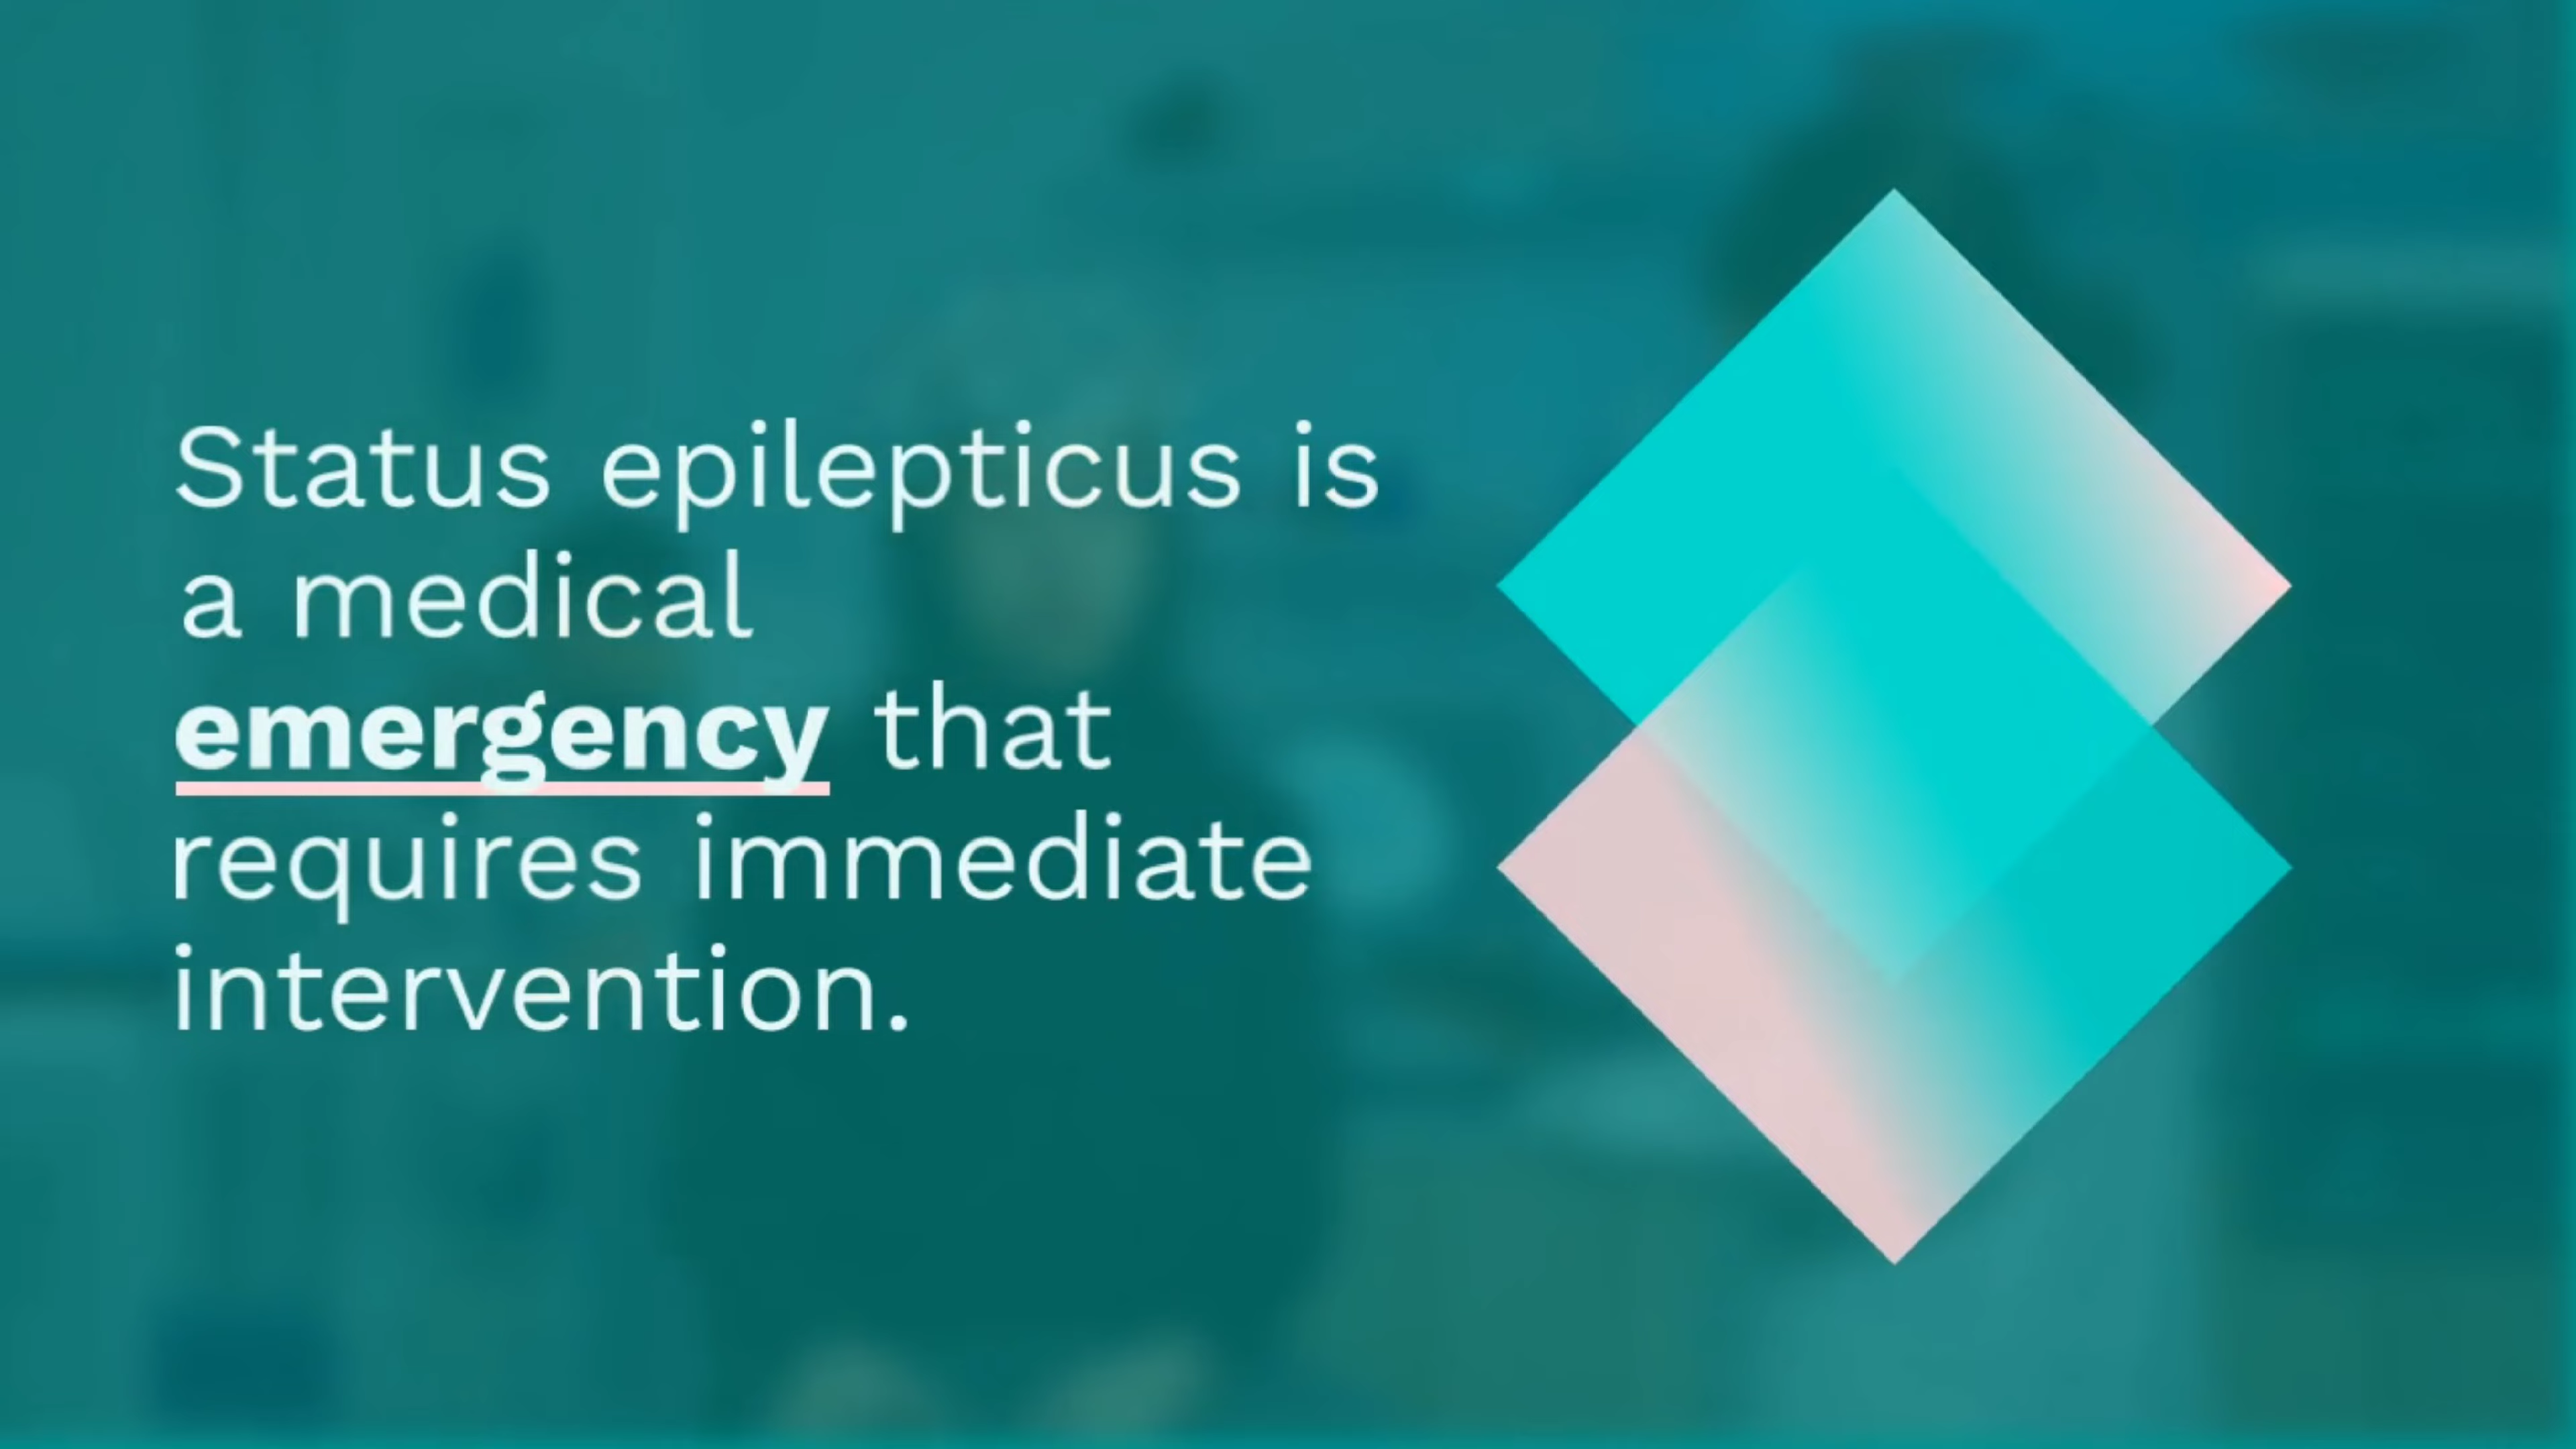 Status epilepticus is
a medical
emergency that
requires immediate
intervention.